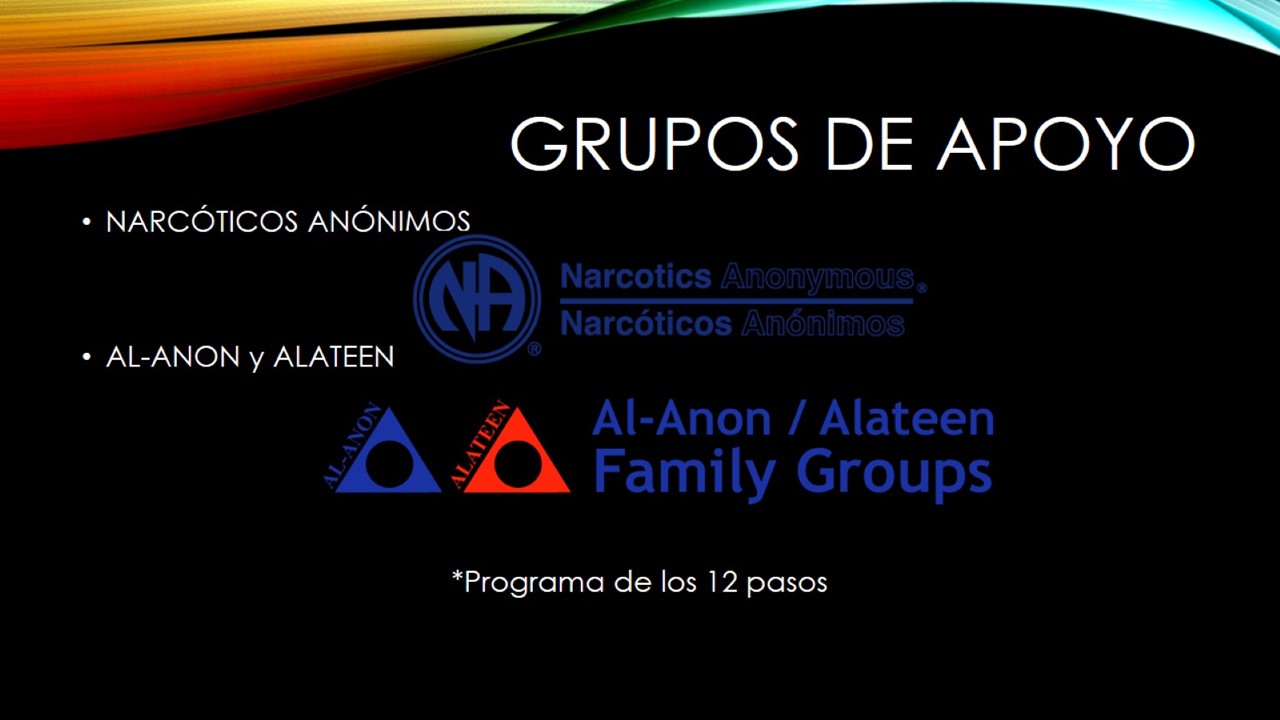 GRUPOS DE APOYO
• NARCÓTICOS ANÓNIMOS
NA
®
Narcotics Anonymous®
Narcóticos Anónimos
• AL-ANON y ALATEEN
AL-ANON
ALATEEN
Al-Anon / Alateen
Family Groups
*Programa de los 12 pasos